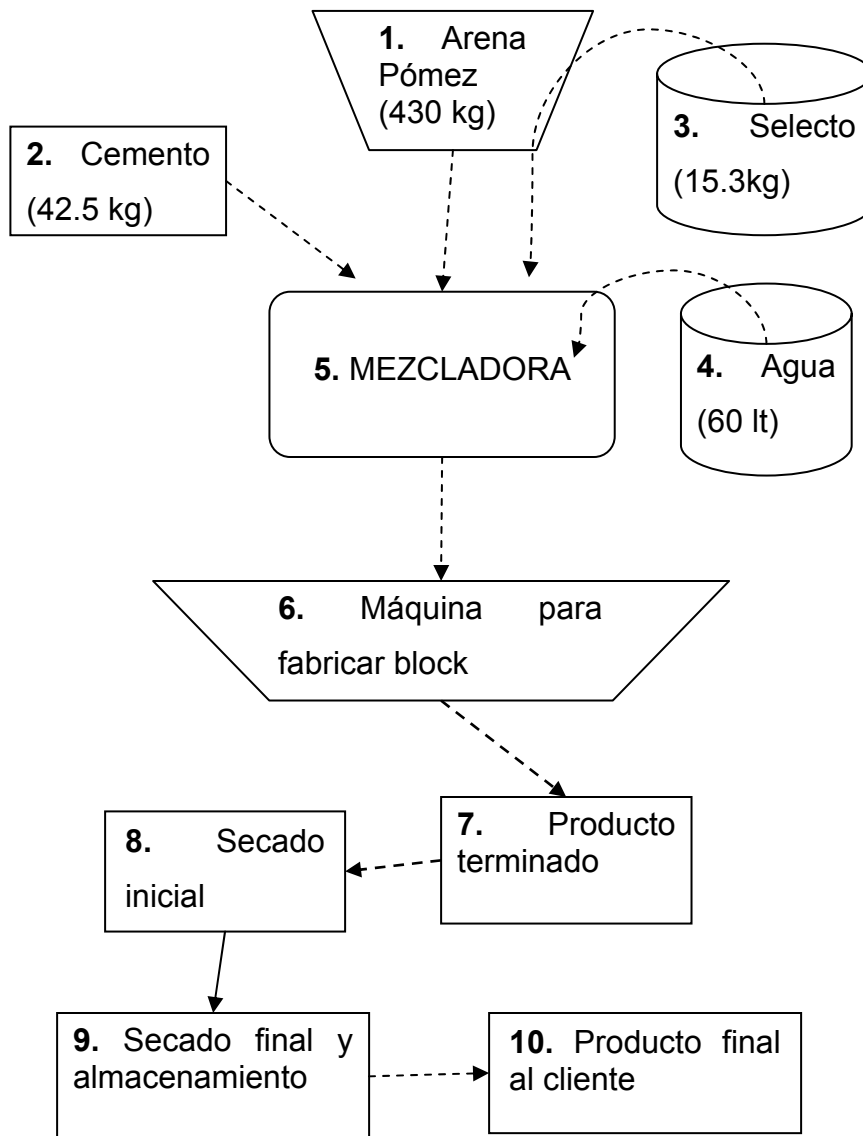 1. Arena
Pómez
(430 kg)
2. Cemento
(42.5 kg)
3. Selecto
(15.3kg)
4. Agua
(60 lt)
5. MEZCLADORA
6. Máquina para
fabricar block
7. Producto
terminado
8. Secado
inicial
9. Secado final y
almacenamiento
10. Producto final
al cliente